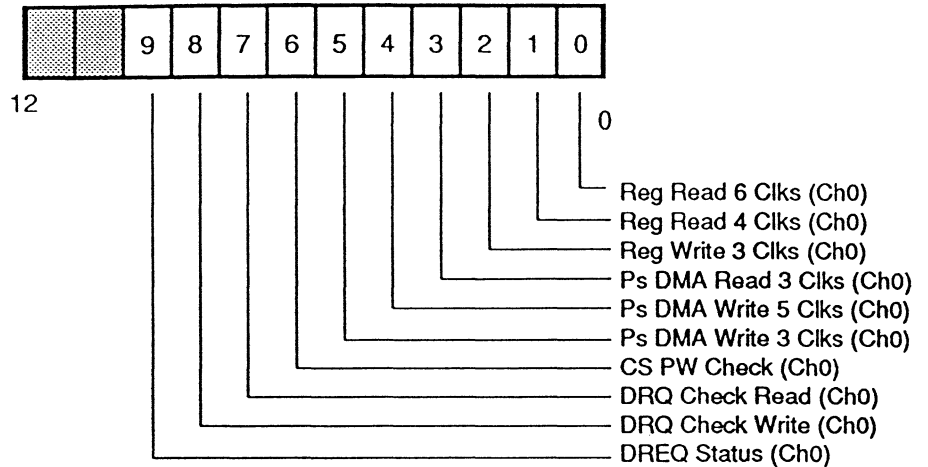 9 8 7 6 5 4 3 2 1 0
12
0
Reg Read 6 Clks (Ch0)
Reg Read 4 Clks (Ch0)
Reg Write 3 Clks (Ch0)
Ps DMA Read 3 Clks (Ch0)
Ps DMA Write 5 Clks (Ch0)
Ps DMA Write 3 Clks (Ch0)
CS PW Check (Ch0)
DRQ Check Read (Ch0)
DRQ Check Write (Ch0)
DREQ Status (Ch0)